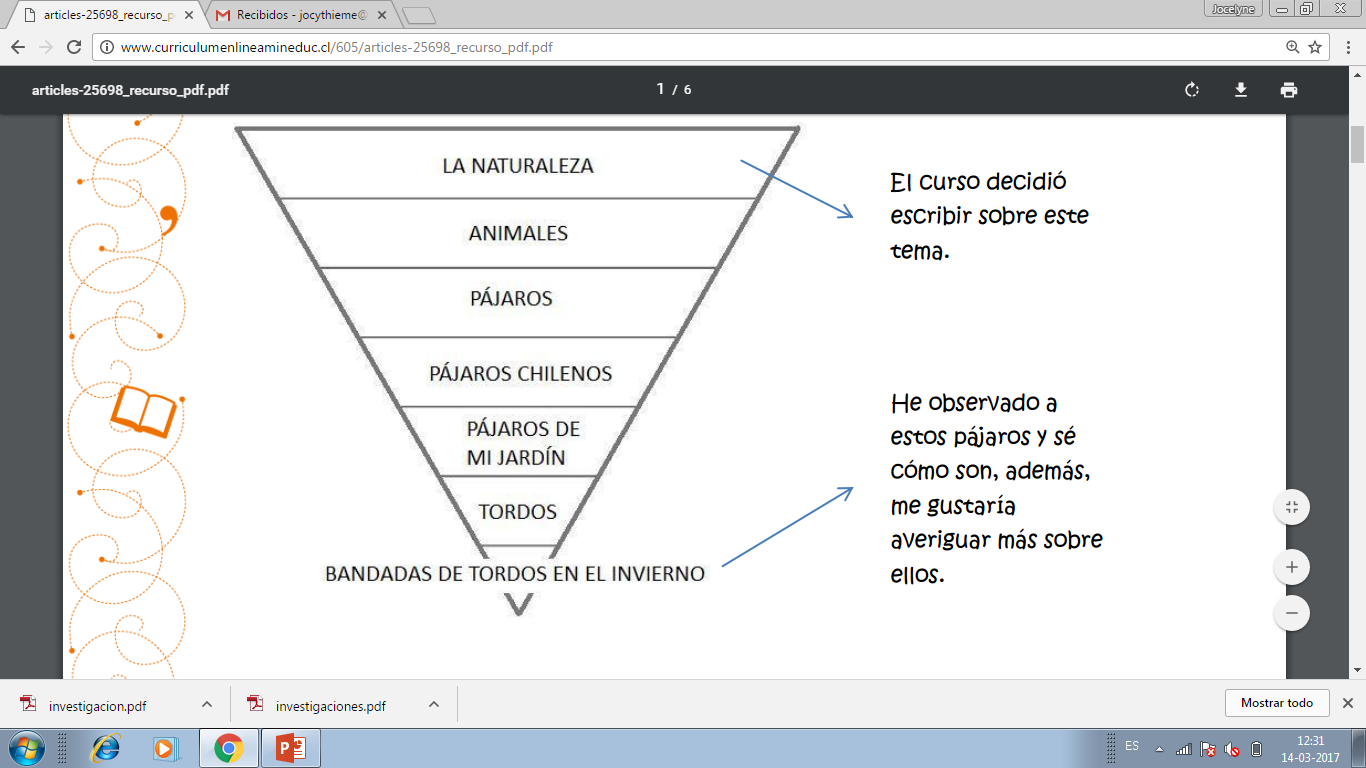 articles-25698_recurso_p
Recibidos - jocythieme@
Jocelyne
www.curriculumenlineamineduc.cl/605/articles-25698_recurso_pdf.pdf
articles-25698_recurso_pdf.pdf
1 / 6
LA NATURALEZA
ANIMALES
PÁJAROS
PÁJAROS CHILENOS
PÁJAROS DE
MI JARDÍN
TORDOS
BANDADAS DE TORDOS EN EL INVIERNO
El curso decidió
escribir sobre este
tema.
He observado a
estos pájaros y sé
cómo son, además,
me gustaría
averiguar más sobre
ellos.
investigacion.pdf
investigaciones.pdf
Mostrar todo
ES
12:31
14-03-2017